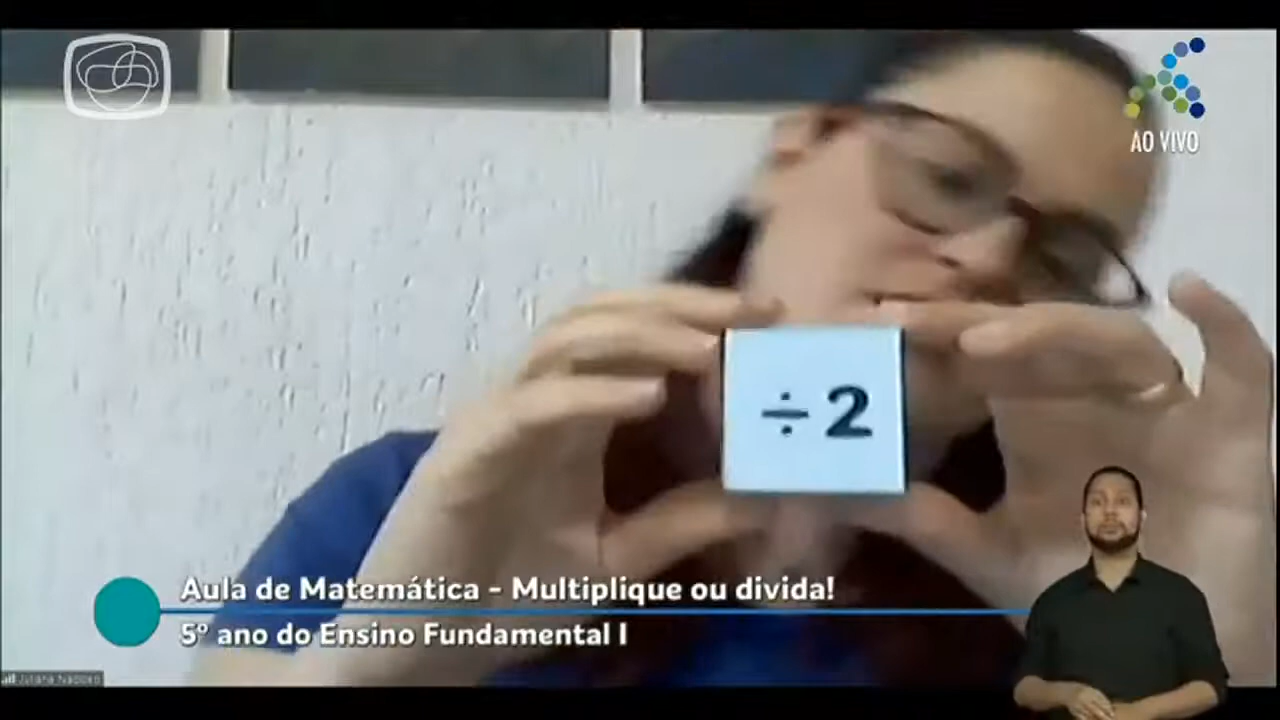 AO VIVO
÷2
Aula de Matemática - Multiplique ou divida!
5º ano do Ensino Fundamental I